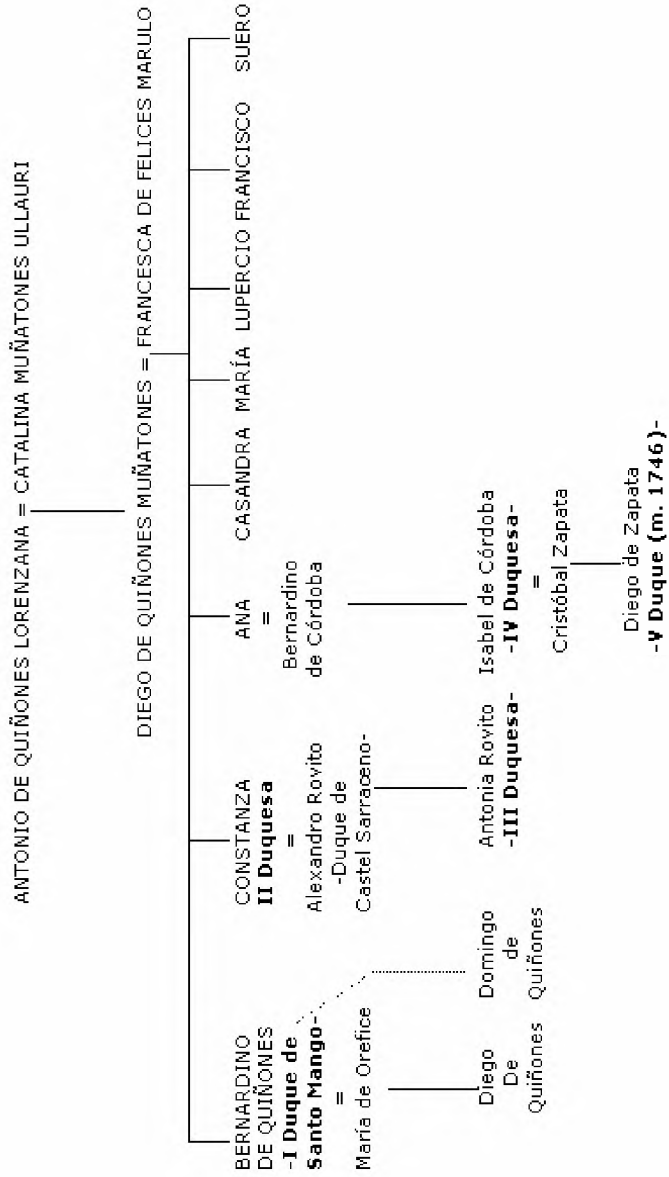 ANTONIO DE QUIÑONES LORENZANA = CATALINA MUÑATONES ULLAURI
DIEGO DE QUIÑONES MUÑATONES = FRANCESCA DE FELICES MARULO
BERNARDINO
DE QUIÑONES
-I Duque de
Santo Mango-
=
María de Orefice
CONSTANZA
II Duquesa
=
Alexandro Rovito
-Duque de
Castel Sarraceno-
ANA
=
Bernardino
de Córdoba
CASANDRA
MARÍA
LUPERCIO
FRANCISCO
SUERO
Diego
De
Quiñones
Domingo
de
Quiñones
Antonia Rovito
-III Duquesa-
Isabel de Córdoba
-IV Duquesa-
=
Cristóbal Zapata
Diego de Zapata
-V Duque (m. 1746)-